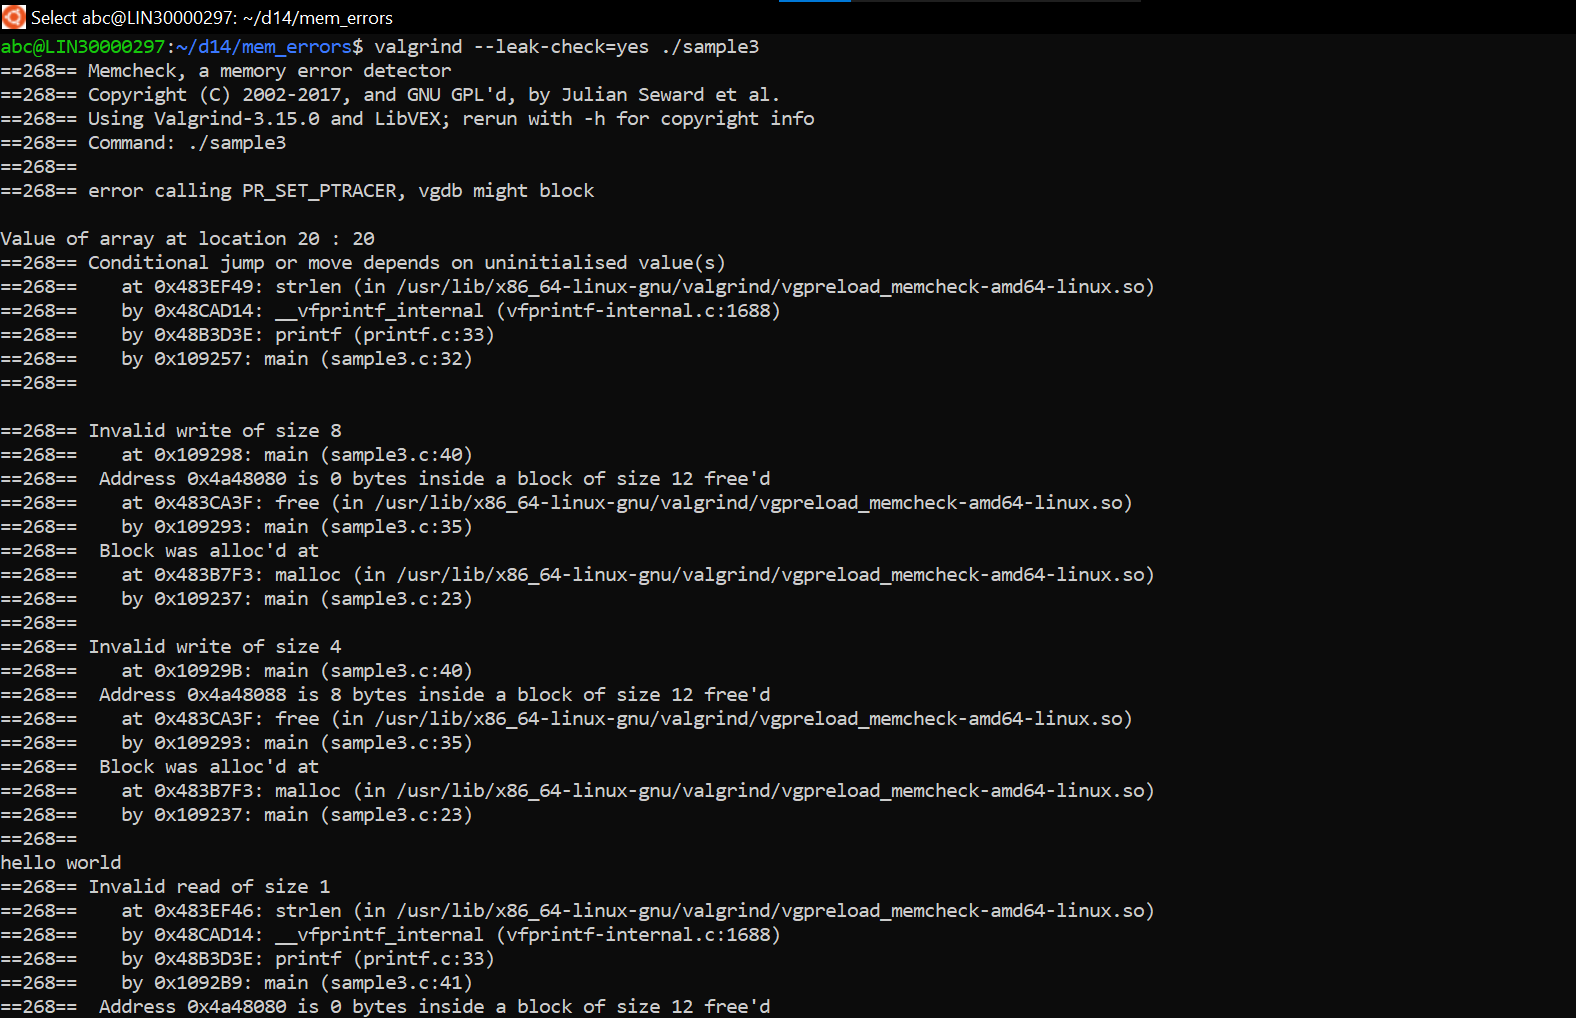 Select abc@LIN30000297: ~/d14/mem_errors
abc@LIN30000297:~/d14/mem_errors$ valgrind --leak-check=yes ./sample3
==268== Memcheck, a memory error detector
==268== Copyright (C) 2002-2017, and GNU GPL'd, by Julian Seward et al.
==268== Using Valgrind-3.15.0 and LibVEX; rerun with -h for copyright info
==268== Command: ./sample3
==268==
==268== error calling PR_SET_PTRACER, vgdb might block
Value of array at location 20 : 20
==268== Conditional jump or move depends on uninitialised value(s)
==268==    at 0x483EF49: strlen (in /usr/lib/x86_64-linux-gnu/valgrind/vgpreload_memcheck-amd64-linux.so)
==268==    by 0x48CAD14: __vfprintf_internal (vfprintf-internal.c:1688)
==268==    by 0x48B3D3E: printf (printf.c:33)
==268==    by 0x109257: main (sample3.c:32)
==268==
==268== Invalid write of size 8
==268==    at 0x109298: main (sample3.c:40)
==268==  Address 0x4a48080 is 0 bytes inside a block of size 12 free'd
==268==    at 0x483CA3F: free (in /usr/lib/x86_64-linux-gnu/valgrind/vgpreload_memcheck-amd64-linux.so)
==268==    by 0x109293: main (sample3.c:35)
==268==  Block was alloc'd at
==268==    at 0x483B7F3: malloc (in /usr/lib/x86_64-linux-gnu/valgrind/vgpreload_memcheck-amd64-linux.so)
==268==    by 0x109237: main (sample3.c:23)
==268==
==268== Invalid write of size 4
==268==    at 0x10929B: main (sample3.c:40)
==268==  Address 0x4a48088 is 8 bytes inside a block of size 12 free'd
==268==    at 0x483CA3F: free (in /usr/lib/x86_64-linux-gnu/valgrind/vgpreload_memcheck-amd64-linux.so)
==268==    by 0x109293: main (sample3.c:35)
==268==  Block was alloc'd at
==268==    at 0x483B7F3: malloc (in /usr/lib/x86_64-linux-gnu/valgrind/vgpreload_memcheck-amd64-linux.so)
==268==    by 0x109237: main (sample3.c:23)
==268==
hello world
==268== Invalid read of size 1
==268==    at 0x483EF46: strlen (in /usr/lib/x86_64-linux-gnu/valgrind/vgpreload_memcheck-amd64-linux.so)
==268==    by 0x48CAD14: __vfprintf_internal (vfprintf-internal.c:1688)
==268==    by 0x48B3D3E: printf (printf.c:33)
==268==    by 0x1092B9: main (sample3.c:41)
==268==  Address 0x4a48080 is 0 bytes inside a block of size 12 free'd